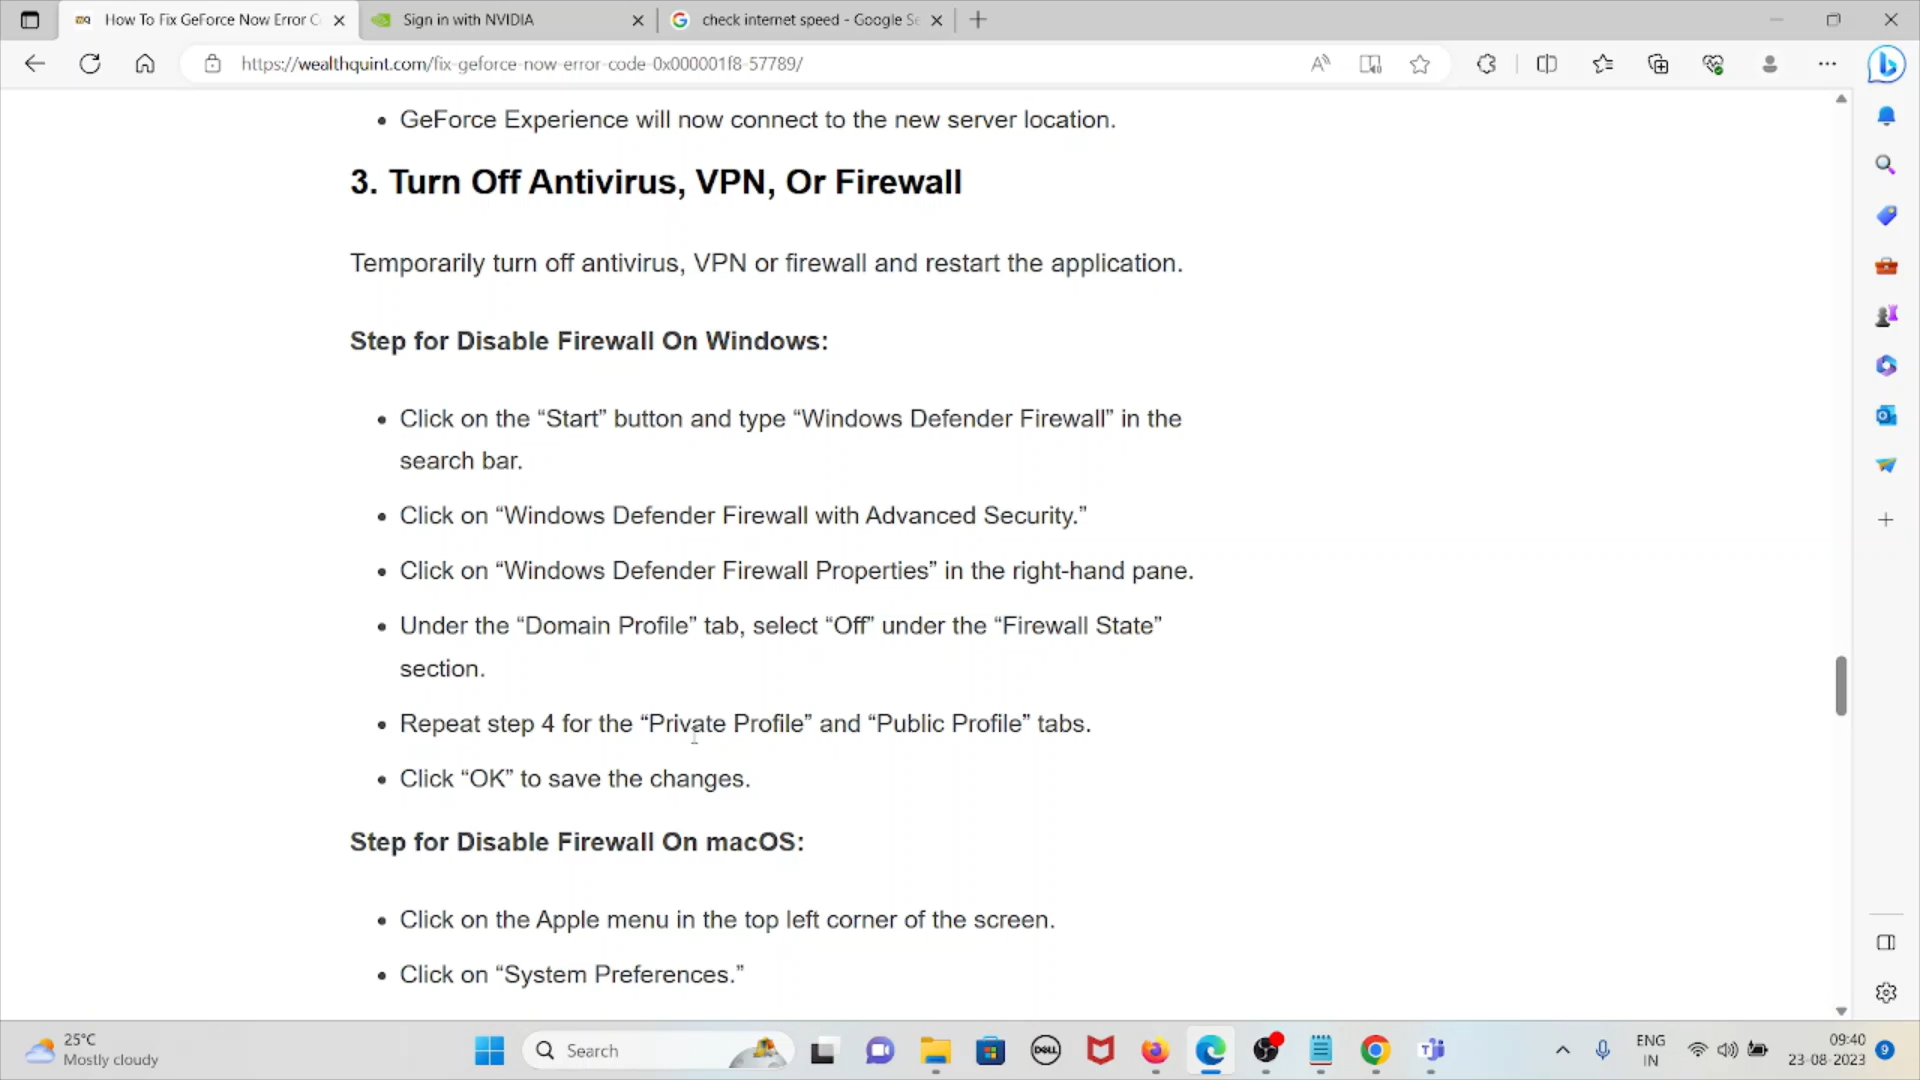 How To Fix GeForce Now Error C
Sign in with NVIDIA
check internet speed - Google Se
https://wealthquint.com/fix-geforce-now-error-code-0x000001f8-57789/
• GeForce Experience will now connect to the new server location.
3. Turn Off Antivirus, VPN, Or Firewall
Temporarily turn off antivirus, VPN or firewall and restart the application.
Step for Disable Firewall On Windows:
• Click on the “Start” button and type “Windows Defender Firewall” in the
search bar.
• Click on “Windows Defender Firewall with Advanced Security.”
• Click on “Windows Defender Firewall Properties” in the right-hand pane.
• Under the “Domain Profile” tab, select “Off” under the “Firewall State”
section.
• Repeat step 4 for the “Private Profile” and “Public Profile” tabs.
• Click “OK” to save the changes.
Step for Disable Firewall On macOS:
• Click on the Apple menu in the top left corner of the screen.
• Click on “System Preferences.”
25°C
Mostly cloudy
Search
DELL
ENG
IN
09:40
23-08-2023
9